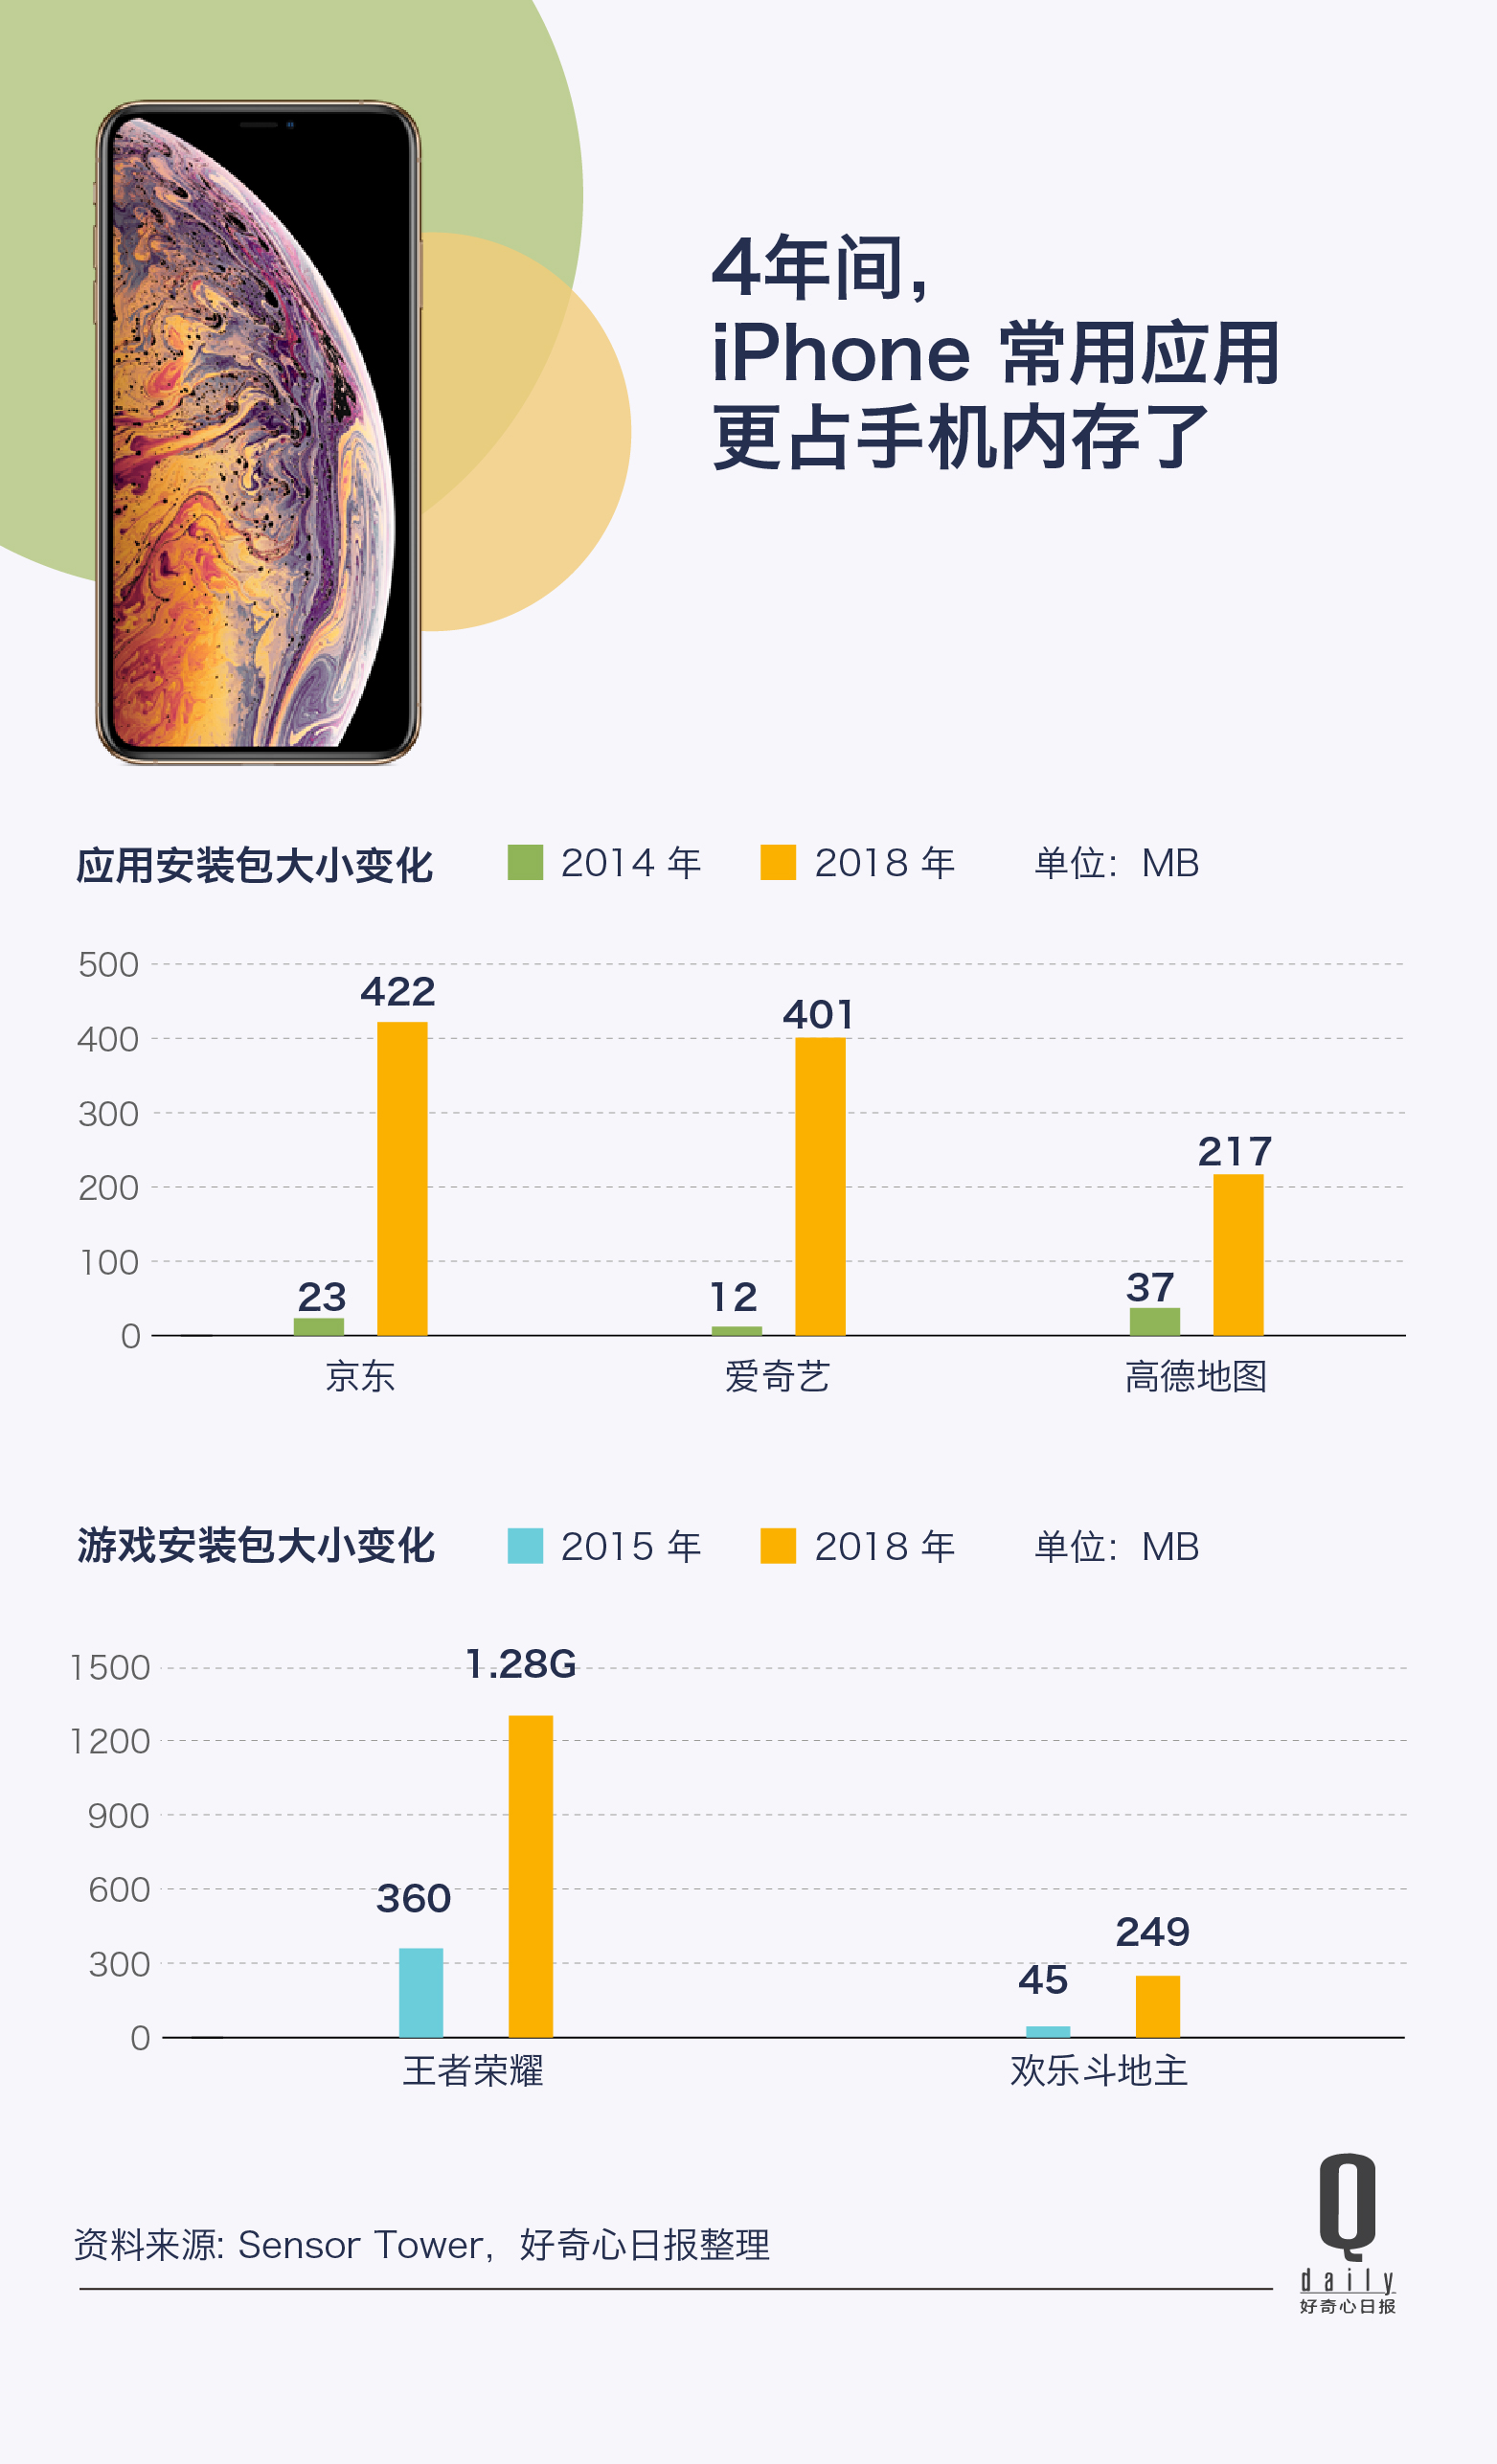 4年间，
iPhone 常用应用
更占手机内存了
应用安装包大小变化 2014 年 2018 年 单位：MB
500
422
401
400
300
217
200
100
23
12
37
0
京东 爱奇艺 高德地图
游戏安装包大小变化 2015 年 2018 年 单位：MB
1500
1.28G
1200
900
600
360
249
300
45
0
王者荣耀 欢乐斗地主
资料来源: Sensor Tower，好奇心日报整理
Q
daily
好奇心日报